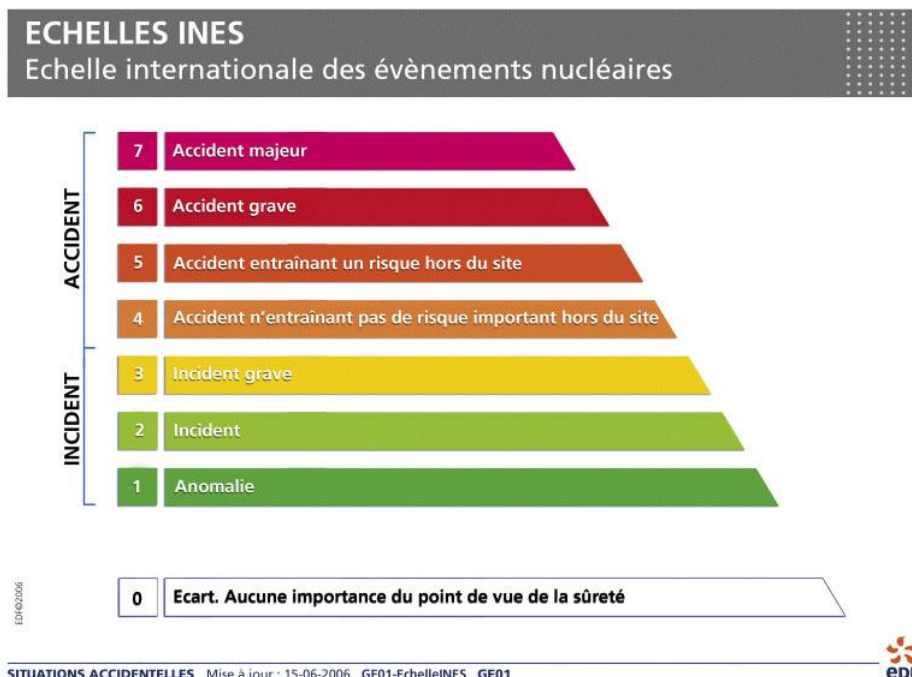 ECHELLES INES
Echelle internationale des évènements nucléaires
ACCIDENT
7 Accident majeur
6 Accident grave
5 Accident entraînant un risque hors du site
4 Accident n'entraînant pas de risque important hors du site
INCIDENT
3 Incident grave
2 Incident
1 Anomalie
0 Ecart. Aucune importance du point de vue de la sûreté
EDF©2006
SITUATIONS ACCIDENTELLES Mise à jour : 15-06-2006 GF01-EchelleINES GF01
edf